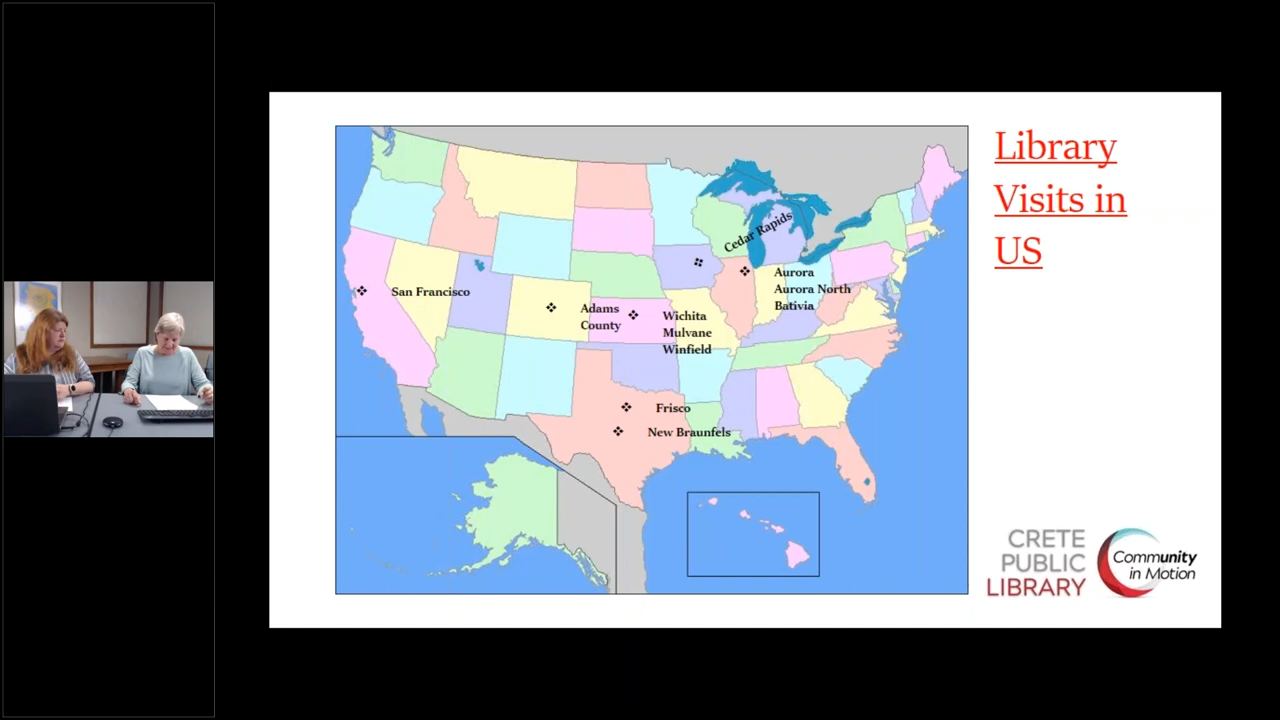 Library
Visits in
US
Cedar Rapids
Aurora
Aurora North
Bativia
San Francisco
Adams
County
Wichita
Mulvane
Winfield
Frisco
New Braunfels
CRETE
PUBLIC
LIBRARY
Community
in Motion